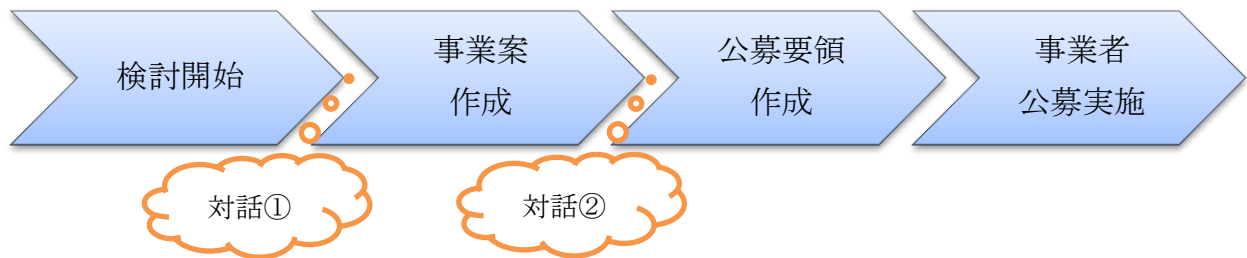 検討開始
事業案
作成
公募要領
作成
事業者
公募実施
対話①
対話②